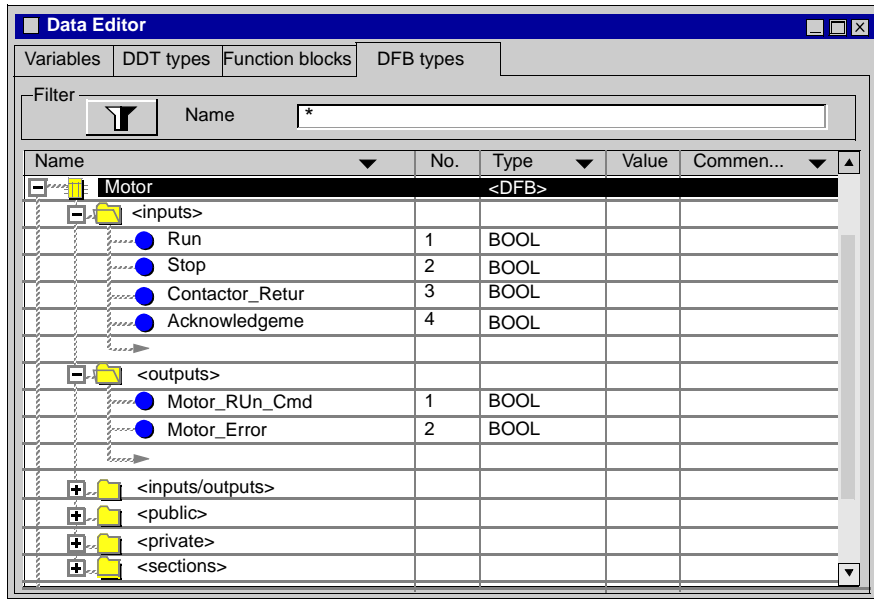 Data Editor
Variables DDT types Function blocks DFB types
Filter
Name *
Name No. Type Value Commen...
Motor <DFB>
<inputs>
Run 1 BOOL
Stop 2 BOOL
Contactor_Retur 3 BOOL
Acknowledgeme 4 BOOL
<outputs>
Motor_RUn_Cmd 1 BOOL
Motor_Error 2 BOOL
<inputs/outputs>
<public>
<private>
<sections>